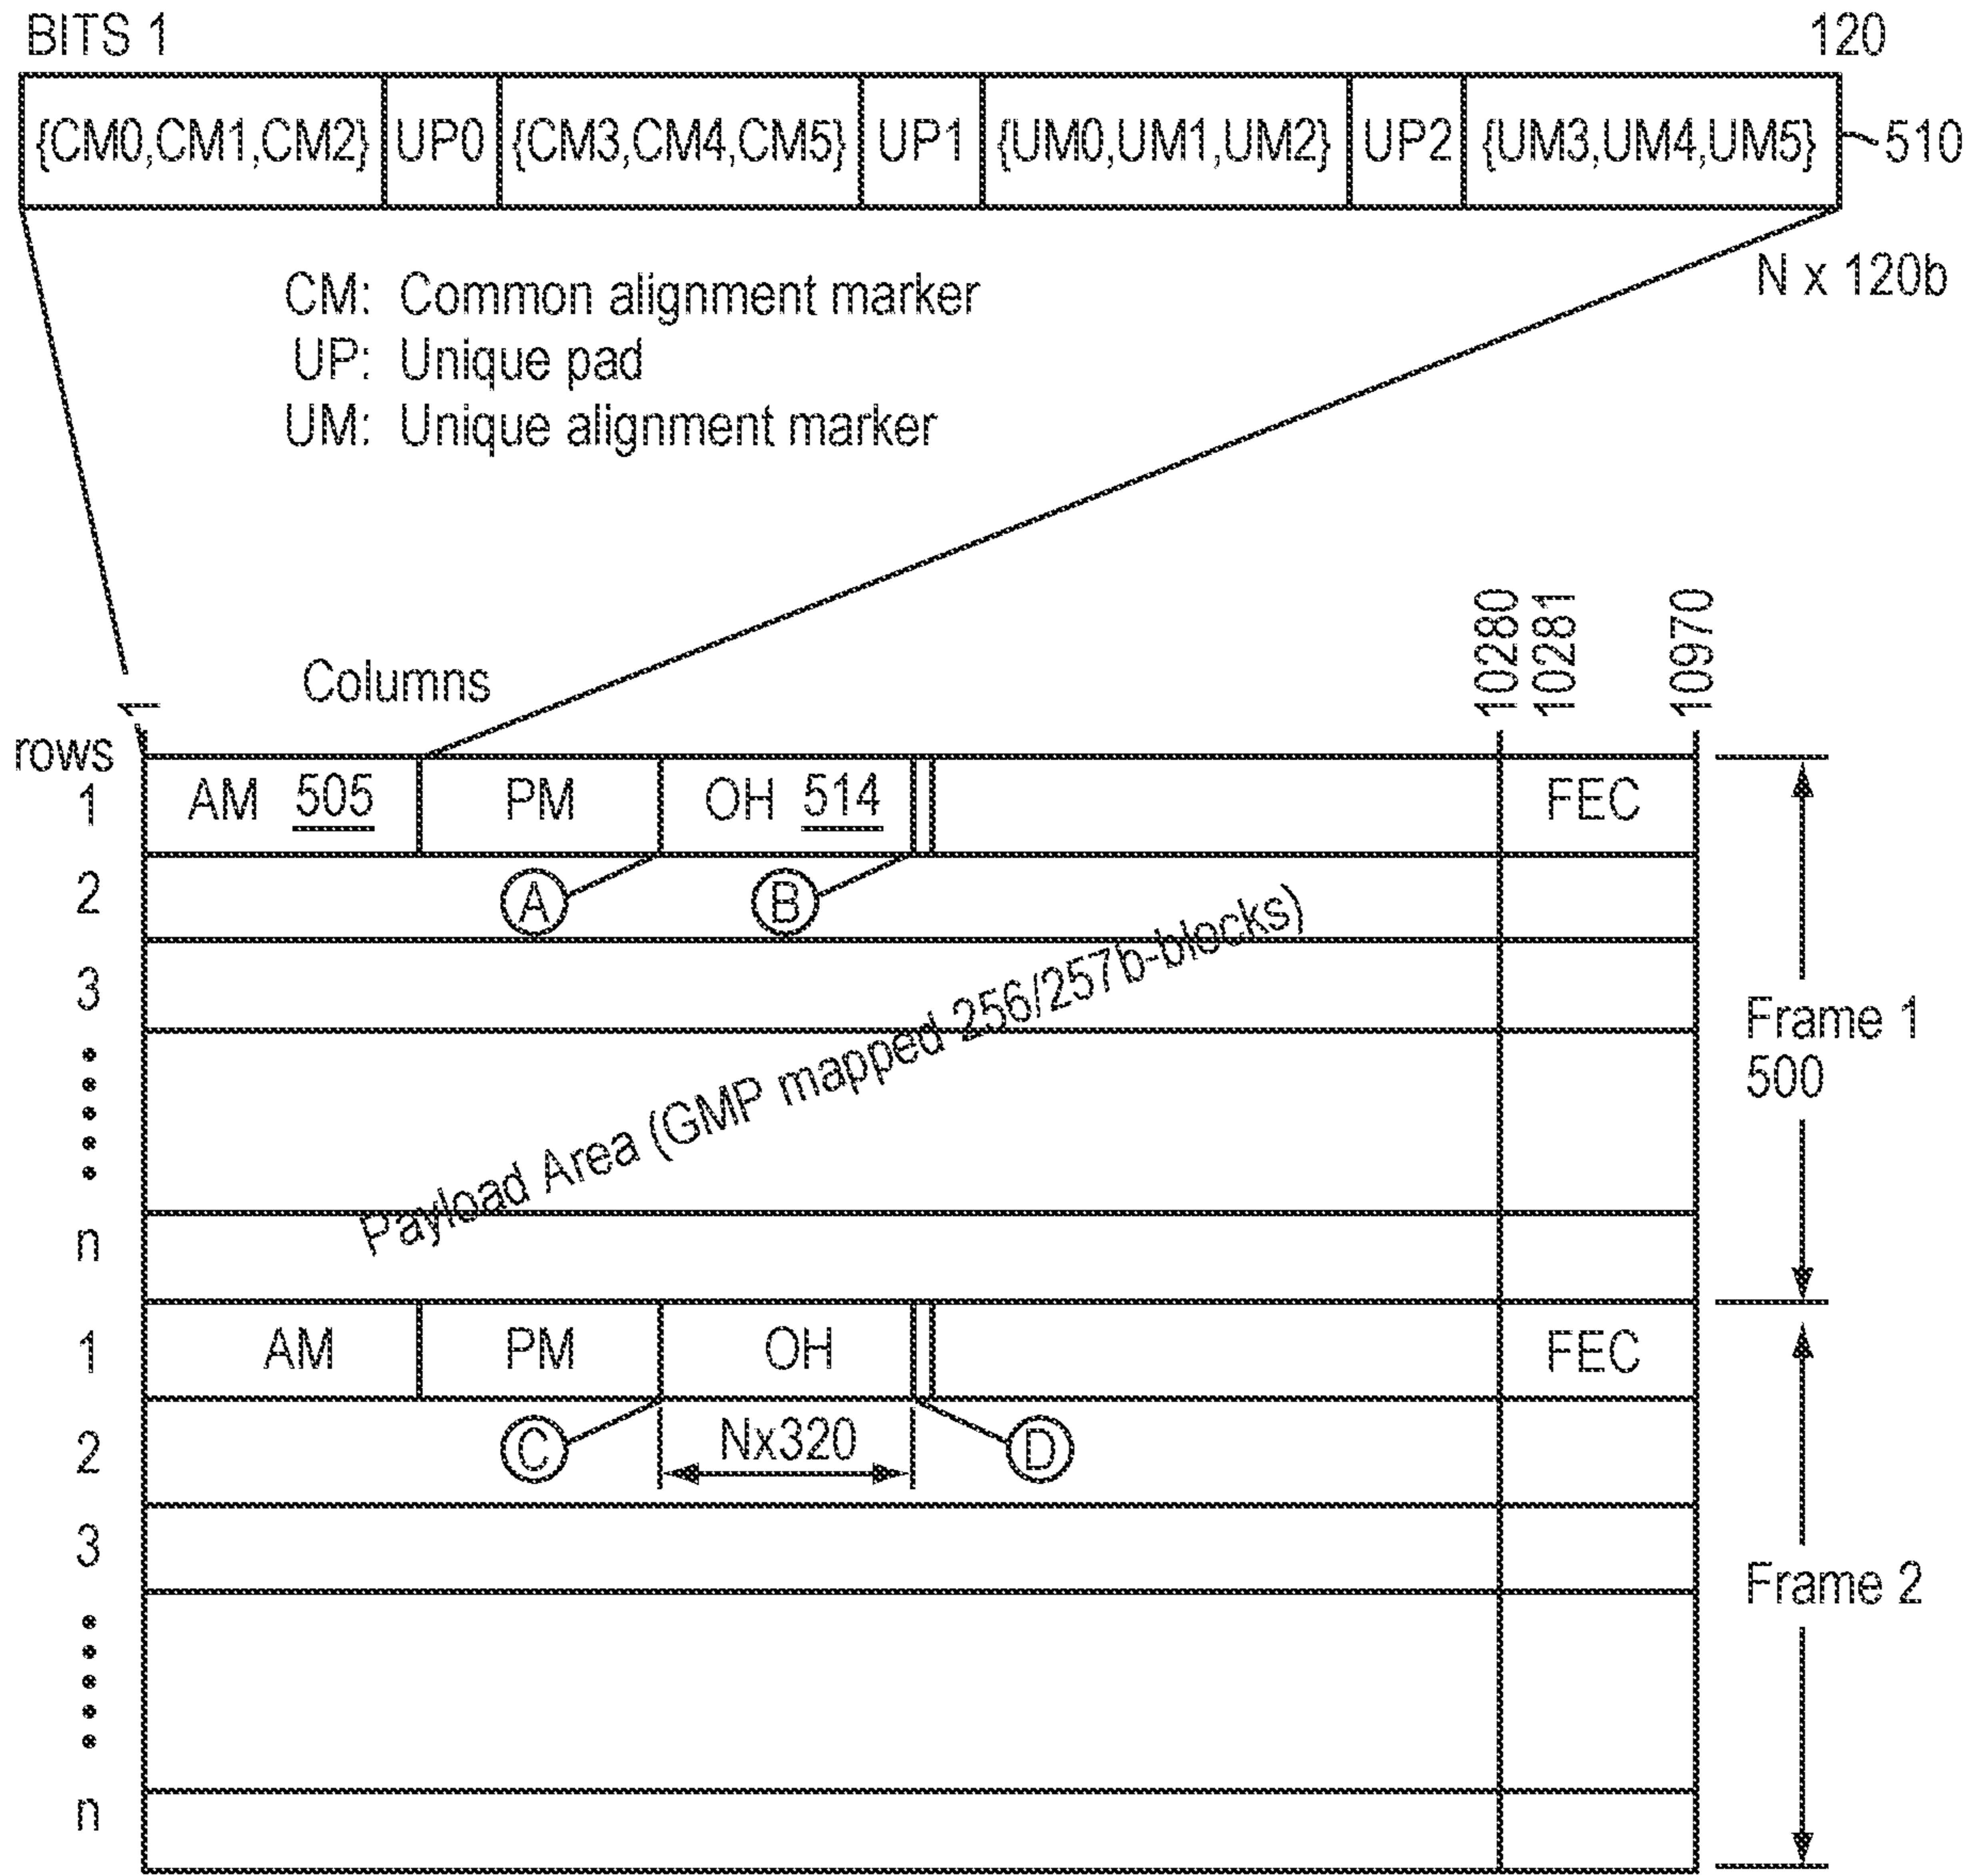 BITS 1 120
{CM0,CM1,CM2} UP0 {CM3,CM4,CM5} UP1 {UM0,UM1,UM2} UP2 {UM3,UM4,UM5} 510
N x 120b
CM: Common alignment marker
UP: Unique pad
UM: Unique alignment marker
Columns
1 10280 10281 10970
rows
1 AM 505 PM OH 514 FEC
2 A B
3
Payload Area (GMP mapped 256/257b-blocks)
n
Frame 1
500
1 AM PM OH FEC
2 C Nx320 D
3
Frame 2
n